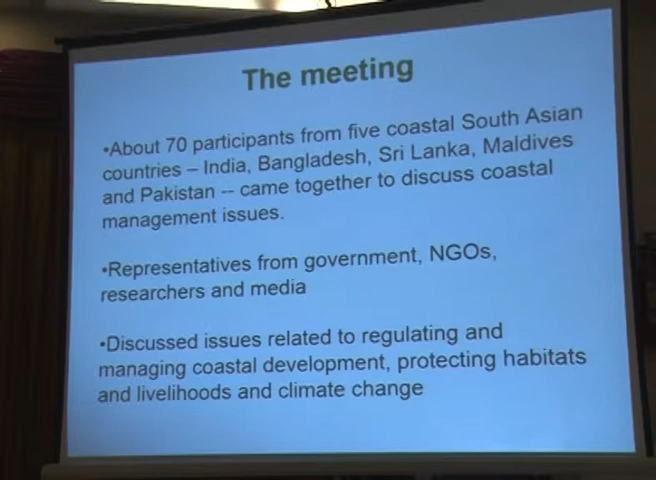 The meeting
•About 70 participants from five coastal South Asian
countries – India, Bangladesh, Sri Lanka, Maldives
and Pakistan -- came together to discuss coastal
management issues.
•Representatives from government, NGOs,
researchers and media
•Discussed issues related to regulating and
managing coastal development, protecting habitats
and livelihoods and climate change